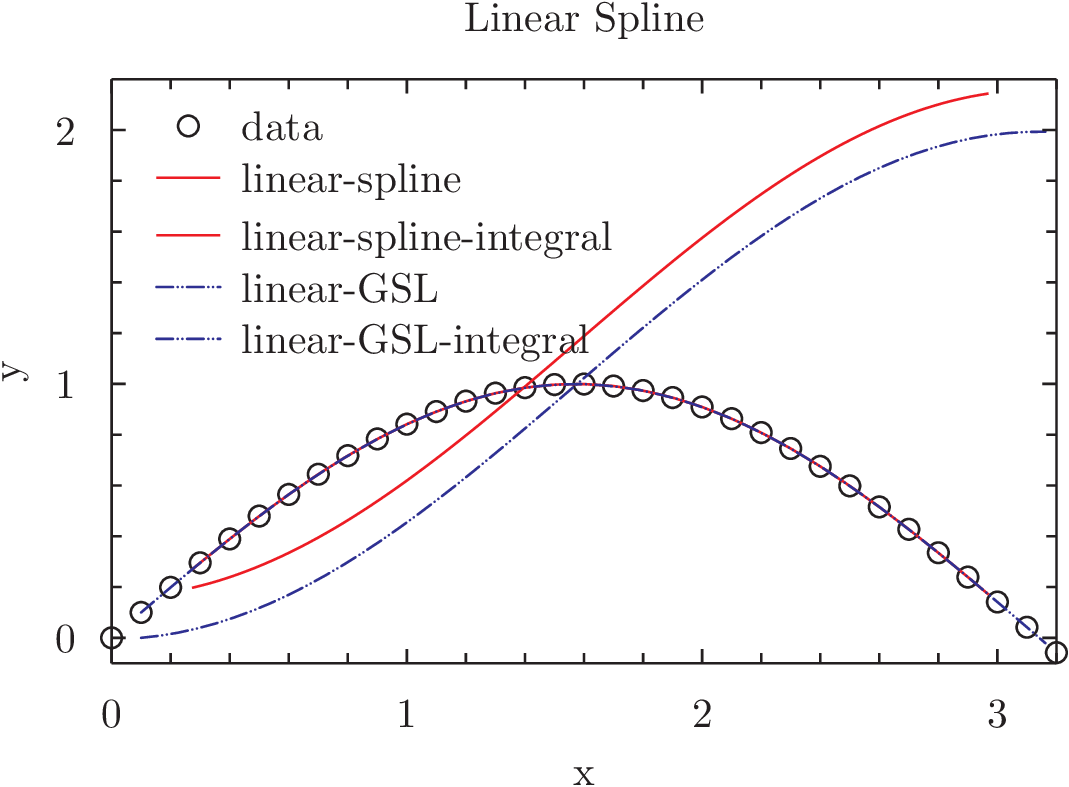 Linear Spline
2
data
linear-spline
linear-spline-integral
linear-GSL
linear-GSL-integral
y
1
0
0 1 2 3
x